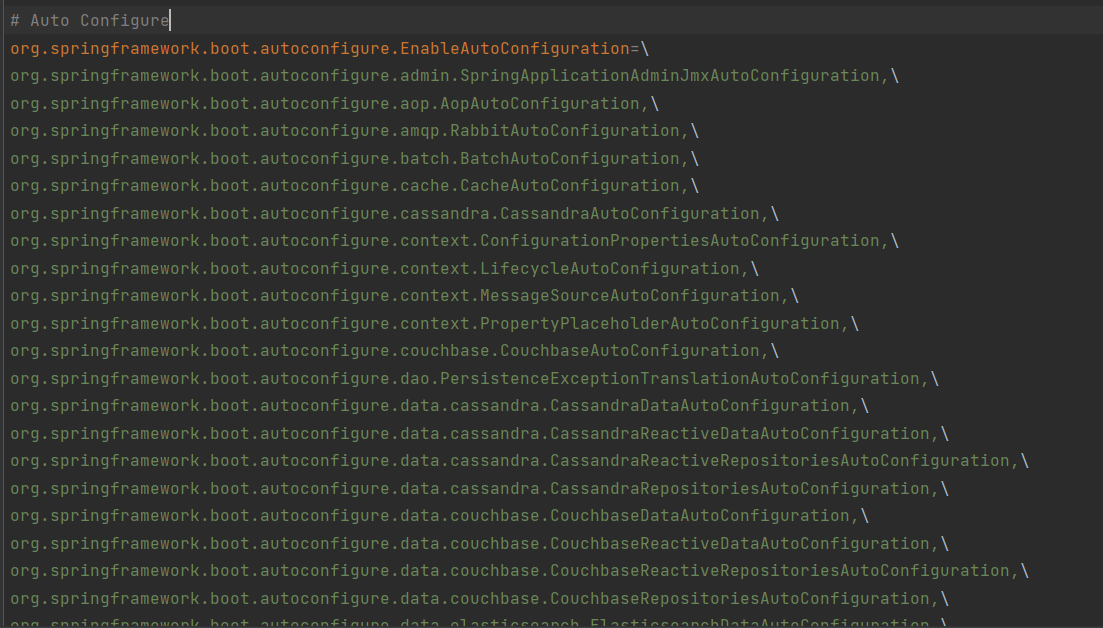 # Auto Configure
org.springframework.boot.autoconfigure.EnableAutoConfiguration=\
org.springframework.boot.autoconfigure.admin.SpringApplicationAdminJmxAutoConfiguration,\
org.springframework.boot.autoconfigure.aop.AopAutoConfiguration,\
org.springframework.boot.autoconfigure.amqp.RabbitAutoConfiguration,\
org.springframework.boot.autoconfigure.batch.BatchAutoConfiguration,\
org.springframework.boot.autoconfigure.cache.CacheAutoConfiguration,\
org.springframework.boot.autoconfigure.cassandra.CassandraAutoConfiguration,\
org.springframework.boot.autoconfigure.context.ConfigurationPropertiesAutoConfiguration,\
org.springframework.boot.autoconfigure.context.LifecycleAutoConfiguration,\
org.springframework.boot.autoconfigure.context.MessageSourceAutoConfiguration,\
org.springframework.boot.autoconfigure.context.PropertyPlaceholderAutoConfiguration,\
org.springframework.boot.autoconfigure.couchbase.CouchbaseAutoConfiguration,\
org.springframework.boot.autoconfigure.dao.PersistenceExceptionTranslationAutoConfiguration,\
org.springframework.boot.autoconfigure.data.cassandra.CassandraDataAutoConfiguration,\
org.springframework.boot.autoconfigure.data.cassandra.CassandraReactiveDataAutoConfiguration,\
org.springframework.boot.autoconfigure.data.cassandra.CassandraReactiveRepositoriesAutoConfiguration,\
org.springframework.boot.autoconfigure.data.cassandra.CassandraRepositoriesAutoConfiguration,\
org.springframework.boot.autoconfigure.data.couchbase.CouchbaseDataAutoConfiguration,\
org.springframework.boot.autoconfigure.data.couchbase.CouchbaseReactiveDataAutoConfiguration,\
org.springframework.boot.autoconfigure.data.couchbase.CouchbaseReactiveRepositoriesAutoConfiguration,\
org.springframework.boot.autoconfigure.data.couchbase.CouchbaseRepositoriesAutoConfiguration,\
org.springframework.boot.autoconfigure.data.elasticsearch.ElasticsearchDataAutoConfiguration,\